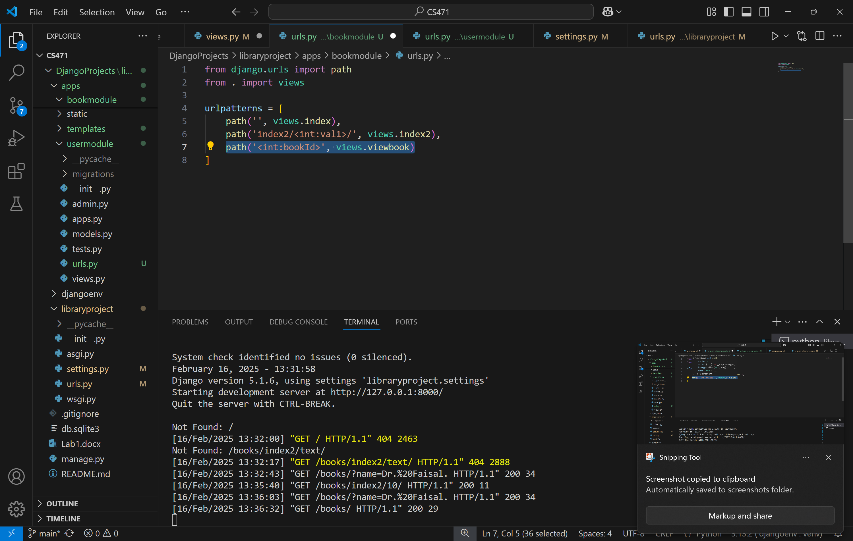 File Edit Selection View Go ··· CS471
EXPLORER ···
views.py M
urls.py ...\bookmodule U
urls.py ...\usermodule U
settings.py M
urls.py ...\libraryproject M
CS471
DjangoProjects \ li...
apps
bookmodule
static
templates
usermodule
__pycache__
migrations
__init__.py
admin.py
apps.py
models.py
tests.py
urls.py U
views.py
djangoenv
libraryproject
__pycache__
__init__.py
asgi.py
settings.py M
urls.py M
wsgi.py
.gitignore
db.sqlite3
Lab1.docx
manage.py
README.md
OUTLINE
TIMELINE
DjangoProjects > libraryproject > apps > bookmodule > urls.py > ...
1 from django.urls import path
2 from . import views
3
4 urlpatterns = [
5 path('', views.index),
6 path('index2/<int:val1>/', views.index2),
7 path('<int:bookId>', views.viewbook)
8 ]
PROBLEMS OUTPUT DEBUG CONSOLE TERMINAL PORTS
System check identified no issues (0 silenced).
February 16, 2025 - 13:31:58
Django version 5.1.6, using settings 'libraryproject.settings'
Starting development server at http://127.0.0.1:8000/
Quit the server with CTRL-BREAK.
Not Found: /
[16/Feb/2025 13:32:00] "GET / HTTP/1.1" 404 2463
Not Found: /books/index2/text/
[16/Feb/2025 13:32:17] "GET /books/index2/text/ HTTP/1.1" 404 2888
[16/Feb/2025 13:32:43] "GET /books/?name=Dr.%20Faisal. HTTP/1.1" 200 34
[16/Feb/2025 13:35:40] "GET /books/index2/10/ HTTP/1.1" 200 11
[16/Feb/2025 13:36:03] "GET /books/?name=Dr.%20Faisal. HTTP/1.1" 200 34
[16/Feb/2025 13:36:32] "GET /books/ HTTP/1.1" 200 29
Snipping Tool
Screenshot copied to clipboard
Automatically saved to screenshots folder.
Markup and share
main* 0 0 Ln 7, Col 5 (36 selected) Spaces: 4
2
7